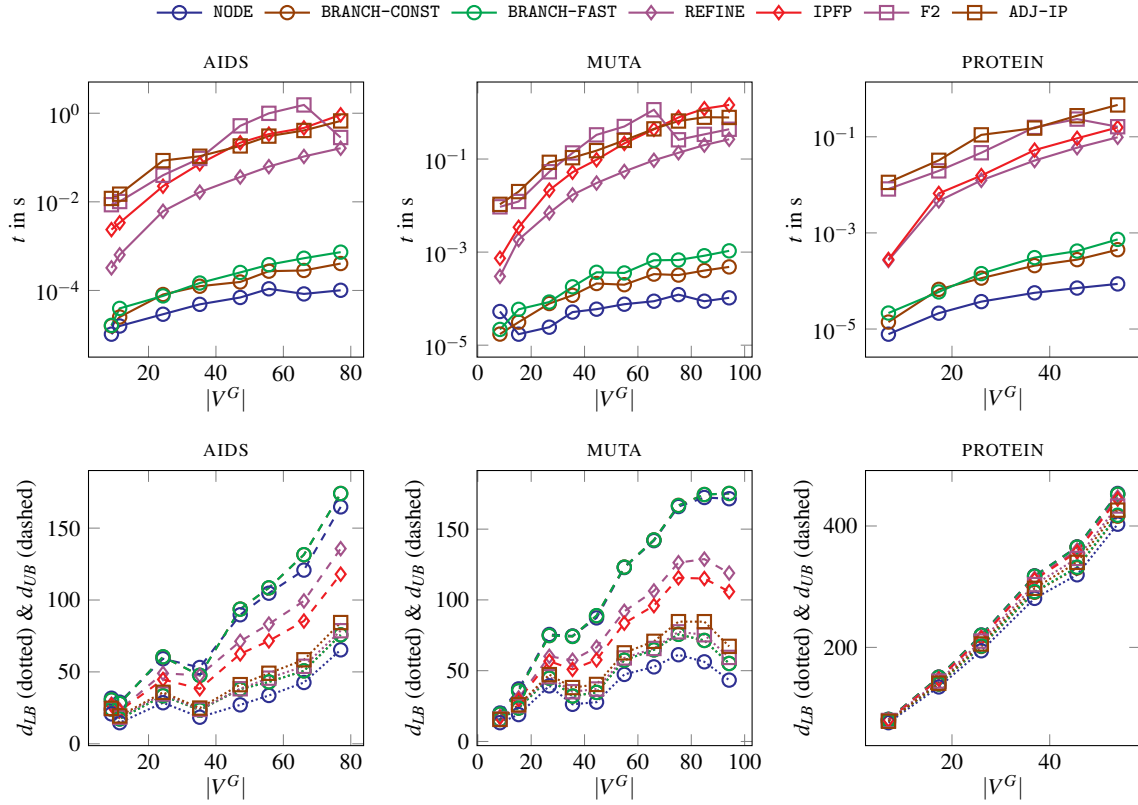 NODE BRANCH-CONST BRANCH-FAST REFINE IPFP F2 ADJ-IP
AIDS
10^0
10^-2
10^-4
t in s
20 40 60 80
|V^G|
MUTA
10^-1
10^-3
10^-5
t in s
0 20 40 60 80 100
|V^G|
PROTEIN
10^-1
10^-3
10^-5
t in s
20 40
|V^G|
AIDS
150
100
50
0
d_LB (dotted) & d_UB (dashed)
20 40 60 80
|V^G|
MUTA
150
100
50
0
d_LB (dotted) & d_UB (dashed)
0 20 40 60 80 100
|V^G|
PROTEIN
400
200
d_LB (dotted) & d_UB (dashed)
20 40
|V^G|